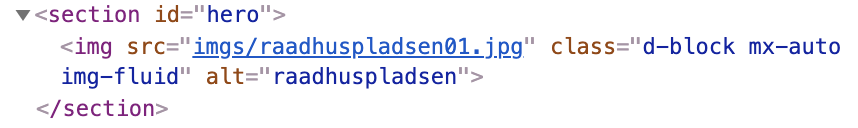 ▼<section id="hero">
<img src="imgs/raadhuspladsen01.jpg" class="d-block mx-auto
img-fluid" alt="raadhuspladsen">
</section>